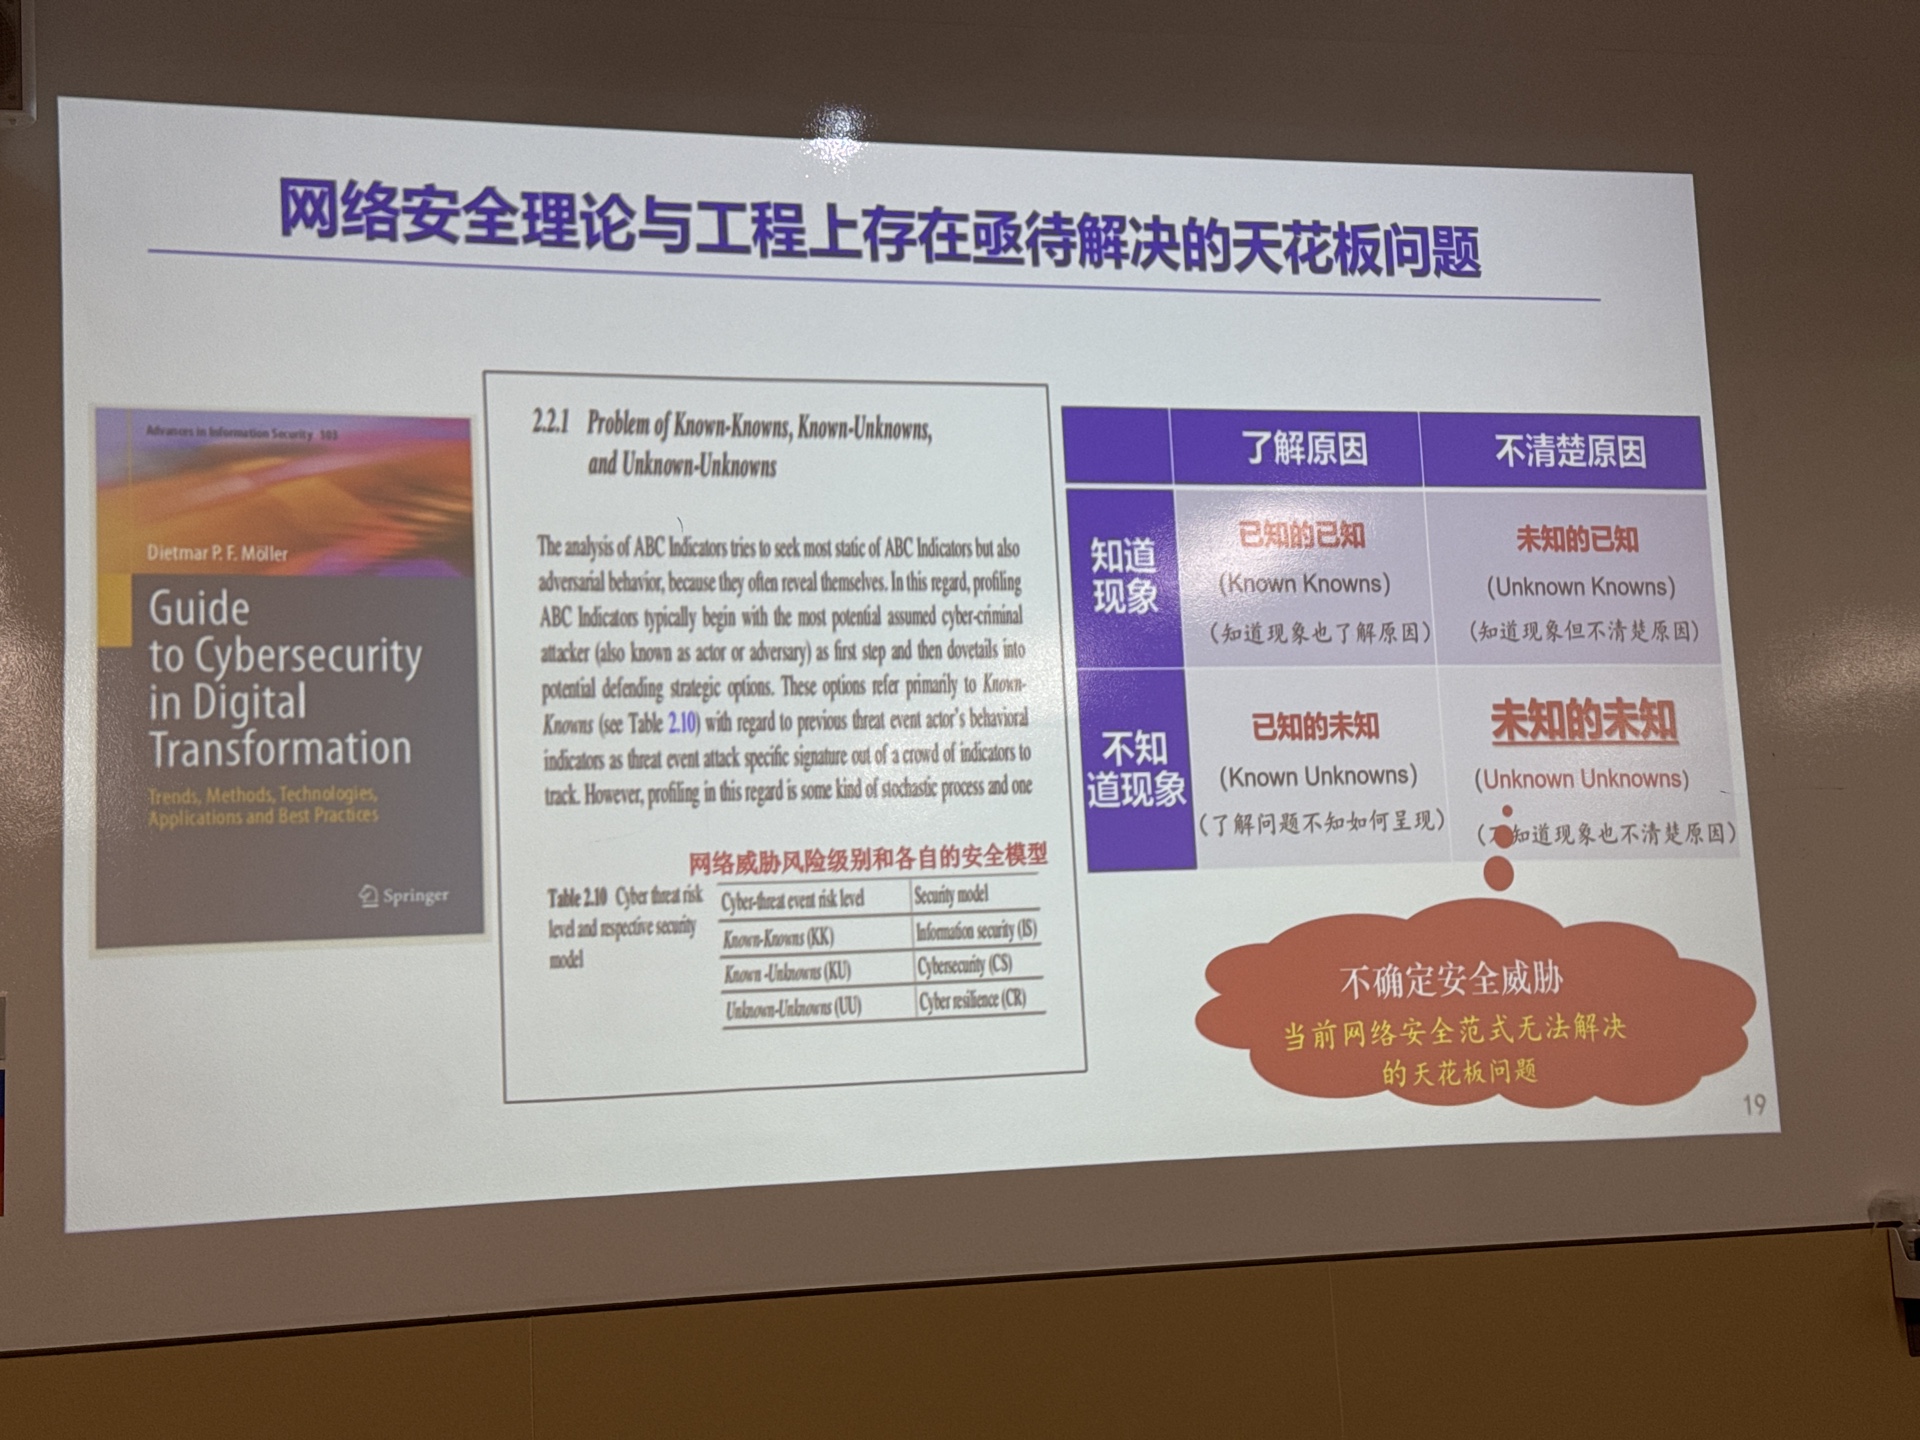 网络安全理论与工程上存在亟待解决的天花板问题
Advances in Information Security 103
Dietmar P. F. Möller
Guide
to Cybersecurity
in Digital
Transformation
Trends, Methods, Technologies,
Applications and Best Practices
Springer
2.2.1 Problem of Known-Knowns, Known-Unknowns,
and Unknown-Unknowns
The analysis of ABC Indicators tries to seek most static of ABC Indicators but also
adversarial behavior, because they often reveal themselves. In this regard, profiling
ABC Indicators typically begin with the most potential assumed cyber-criminal
attacker (also known as actor or adversary) as first step and then dovetails into
potential defending strategic options. These options refer primarily to Known-
Knowns (see Table 2.10) with regard to previous threat event actor's behavioral
indicators as threat event attack specific signature out of a crowd of indicators to
track. However, profiling in this regard is some kind of stochastic process and one
网络威胁风险级别和各自的安全模型
Table 2.10 Cyber threat risk
level and respective security
model
Cyber-threat event risk level Security model
Known-Knowns (KK) Information security (IS)
Known -Unknowns (KU) Cybersecurity (CS)
Unknown-Unknowns (UU) Cyber resilience (CR)
了解原因 不清楚原因
知道
现象
已知的已知
(Known Knowns)
(知道现象也了解原因)
未知的已知
(Unknown Knowns)
(知道现象但不清楚原因)
不知
道现象
已知的未知
(Known Unknowns)
(了解问题不知如何呈现)
未知的未知
(Unknown Unknowns)
知道现象也不清楚原因)
不确定安全威胁
当前网络安全范式无法解决
的天花板问题
19